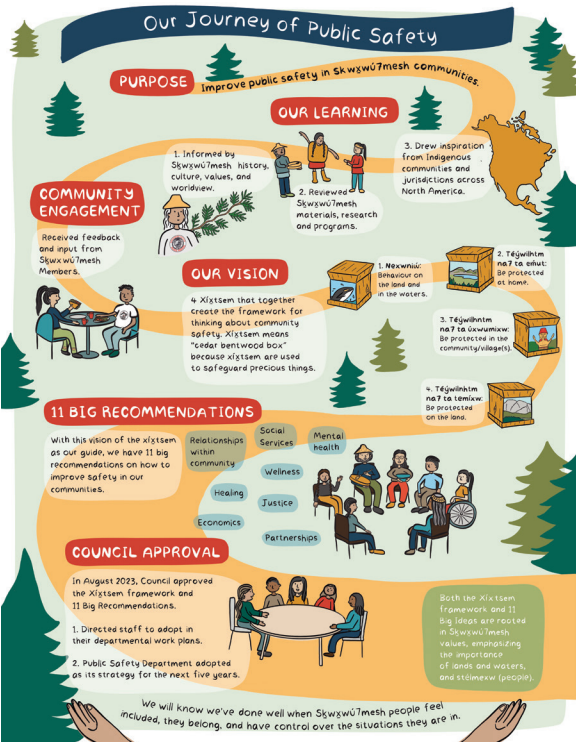 Our Journey of Public Safety
PURPOSE
Improve public safety in Sḵwx̱wú7mesh communities.
OUR LEARNING
1. Informed by
Sḵwx̱wú7mesh history,
culture, values, and
worldview.
2. Reviewed
Sḵwx̱wú7mesh
materials, research
and programs.
3. Drew inspiration
from Indigenous
communities and
jurisdictions across
North America.
COMMUNITY
ENGAGEMENT
Received feedback
and input from
Sḵwx̱wú7mesh
Members.
OUR VISION
4 Xíx̱tsem that together
create the framework for
thinking about community
safety. Xíx̱tsem means
"cedar bentwood box"
because xíx̱tsem are used
to safeguard precious things.
1. Nexwníw:
Behaviour on
the land and
in the waters.
2. Téýwilhtm
na7 ta eṁut:
Be protected
at home.
3. Téýwilhntm
na7 ta úxwumixw:
Be protected in the
community/village(s).
4. Téýwilhntm
na7 ta temíxw:
Be protected
on the land.
11 BIG RECOMMENDATIONS
With this vision of the xíx̱tsem
as our guide, we have 11 big
recommendations on how to
improve safety in our
communities.
Relationships
within
community
Social
Services
Mental
health
Wellness
Healing
Justice
Economics
Partnerships
COUNCIL APPROVAL
In August 2023, Council approved
the Xíx̱tsem framework and
11 Big Recommendations.
1. Directed staff to adopt in
their departmental work plans.
2. Public Safety Department adopted
as its strategy for the next five years.
Both the Xíx̱tsem
framework and 11
Big Ideas are rooted
in Sḵwx̱wú7mesh
values, emphasizing
the importance
of lands and waters,
and stélmexw (people).
We will know we've done well when Sḵwx̱wú7mesh people feel
included, they belong, and have control over the situations they are in.